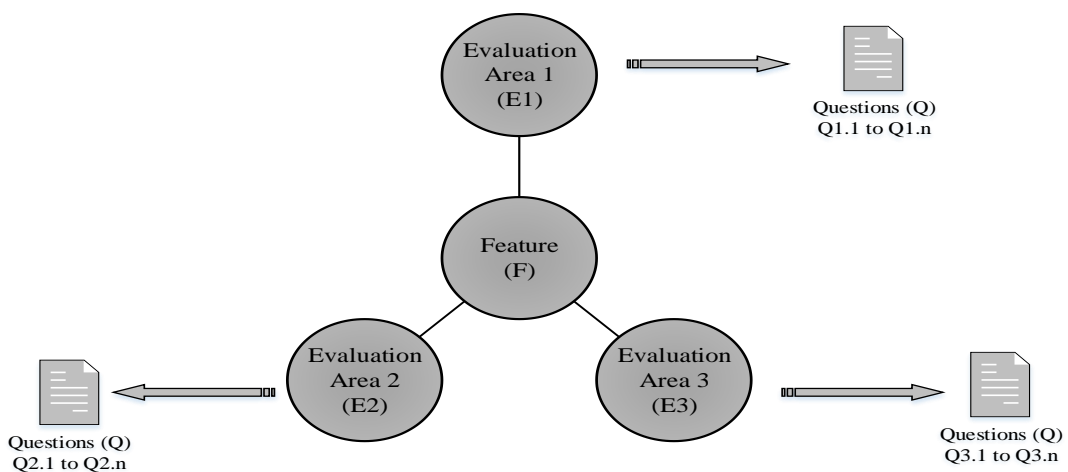 Evaluation
Area 1
(E1)
Questions (Q)
Q1.1 to Q1.n
Feature
(F)
Evaluation
Area 2
(E2)
Evaluation
Area 3
(E3)
Questions (Q)
Q2.1 to Q2.n
Questions (Q)
Q3.1 to Q3.n